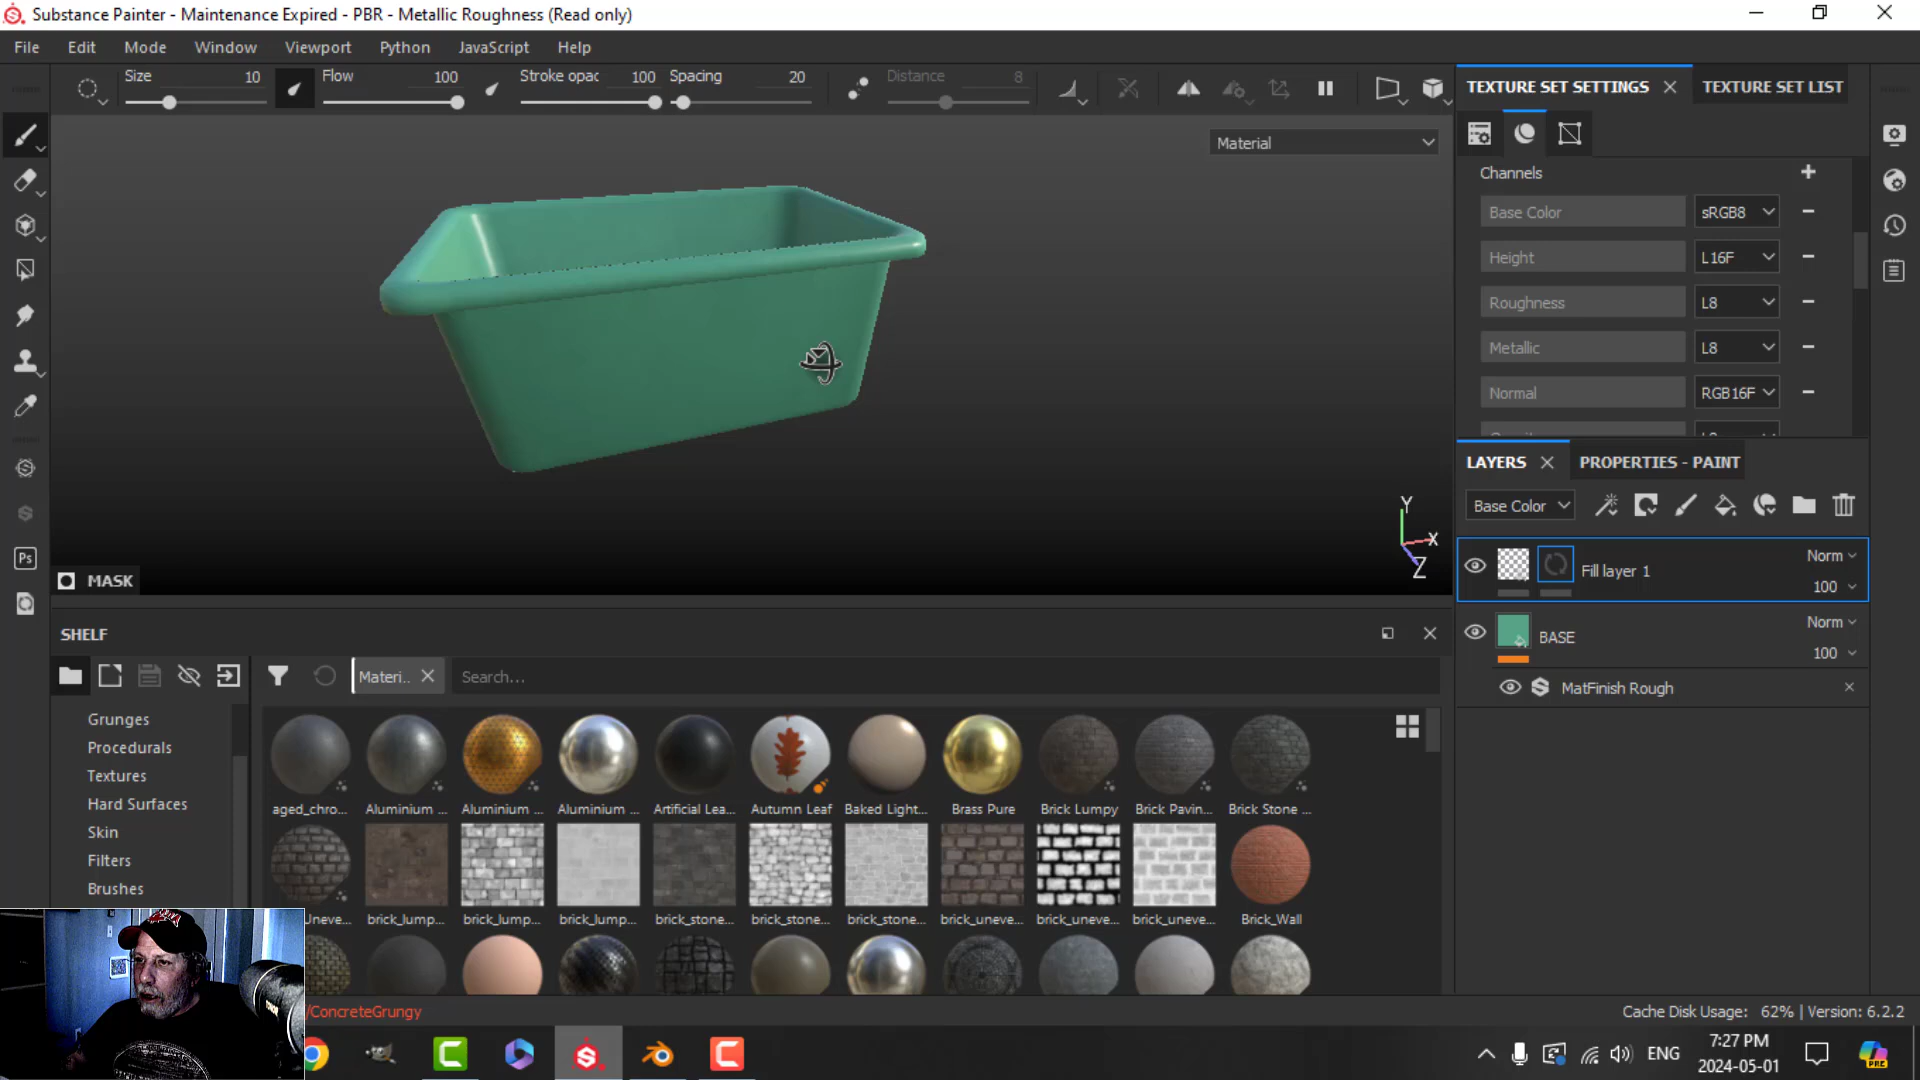 Substance Painter - Maintenance Expired - PBR - Metallic Roughness (Read only)
File Edit Mode Window Viewport Python JavaScript Help
Size 10 Flow 100 Stroke opac 100 Spacing 20 Distance 8
TEXTURE SET SETTINGS TEXTURE SET LIST
Material
Channels
Base Color sRGB8
Height L16F
Roughness L8
Metallic L8
Normal RGB16F
Y
X
Z
MASK
LAYERS PROPERTIES - PAINT
Base Color
Norm
Fill layer 1
100
Norm
BASE
100
MatFinish Rough
Ps
SHELF
Materi.. Search...
Grunges
Procedurals
Textures
Hard Surfaces
Skin
Filters
Brushes
aged_chro... Aluminium ... Aluminium ... Aluminium ... Artificial Lea... Autumn Leaf Baked Light... Brass Pure Brick Lumpy Brick Pavin... Brick Stone ...
Uneve... brick_lump... brick_lump... brick_lump... brick_stone... brick_stone... brick_stone... brick_uneve... brick_uneve... brick_uneve... Brick_Wall
/ConcreteGrungy
Cache Disk Usage: 62% | Version: 6.2.2
ENG
7:27 PM
2024-05-01